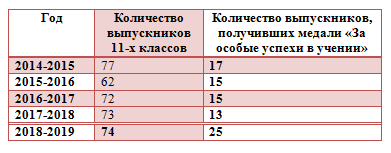 Год Количество выпускников 11-х классов Количество выпускников, получивших медали «За особые успехи в учении»
2014-2015 77 17
2015-2016 62 15
2016-2017 72 15
2017-2018 73 13
2018-2019 74 25